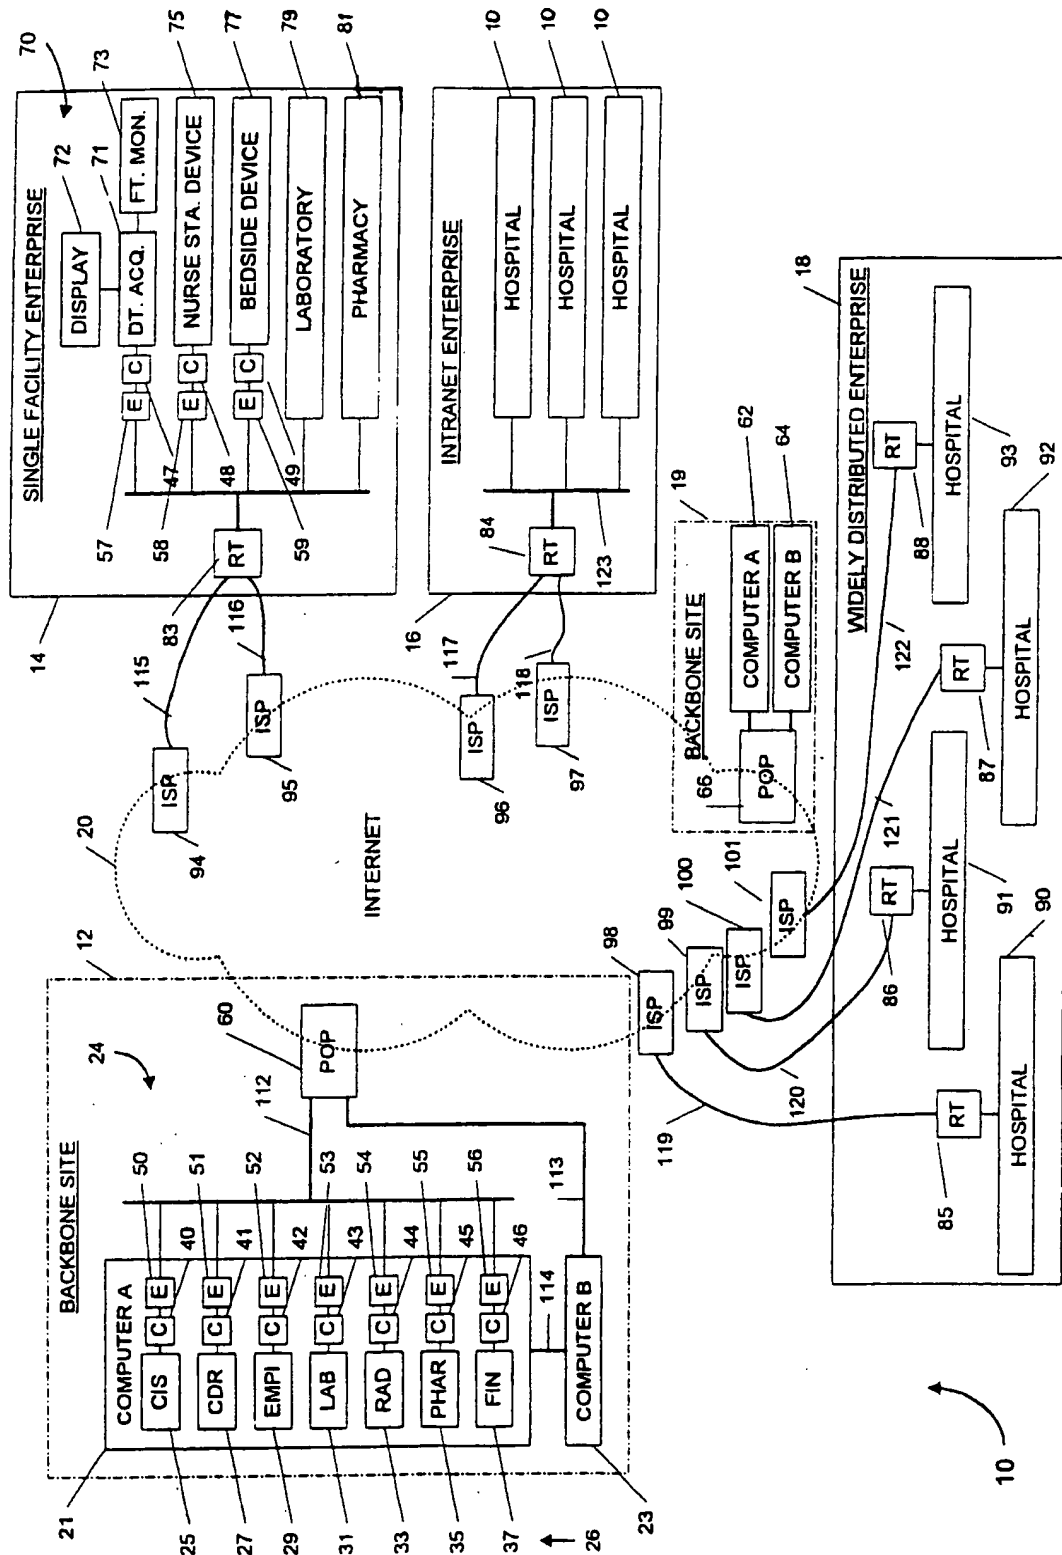 BACKBONE SITE
12
24
COMPUTER A
21
CIS
C
E
50
40
25
CDR
C
E
51
41
27
EMPI
C
E
52
42
29
LAB
C
E
53
43
31
RAD
C
E
54
44
33
PHAR
C
E
55
45
35
FIN
C
E
56
46
37
26
COMPUTER B
23
114
113
112
60
POP
20
INTERNET
ISP
94
ISP
95
ISP
96
ISP
97
115
116
117
118
14
SINGLE FACILITY ENTERPRISE
70
DISPLAY
72
E
C
DT. ACQ.
71
FT. MON.
73
57
47
E
C
NURSE STA. DEVICE
75
58
48
E
C
BEDSIDE DEVICE
77
59
49
LABORATORY
79
PHARMACY
81
RT
83
16
INTRANET ENTERPRISE
HOSPITAL
10
HOSPITAL
10
HOSPITAL
10
RT
84
123
19
BACKBONE SITE
COMPUTER A
62
COMPUTER B
64
POP
66
ISP
98
ISP
99
ISP
100
ISP
101
119
120
121
122
18
WIDELY DISTRIBUTED ENTERPRISE
RT
85
HOSPITAL
90
RT
86
HOSPITAL
91
RT
87
HOSPITAL
92
RT
88
HOSPITAL
93
10